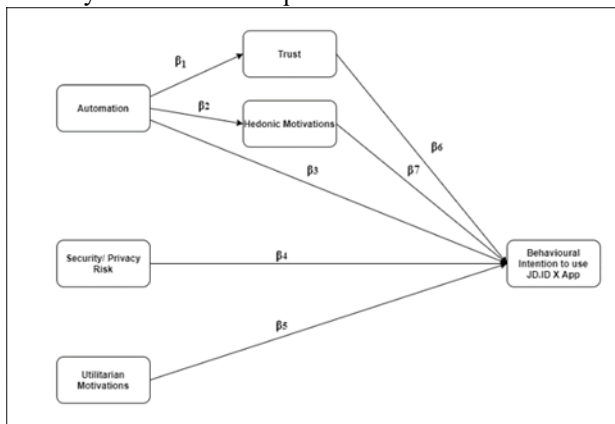 β1
Trust
Automation
β2
Hedonic Motivations
β6
β3
β7
Security/ Privacy
Risk
β4
Behavioural
Intention to use
JD.ID X App
β5
Utilitarian
Motivations